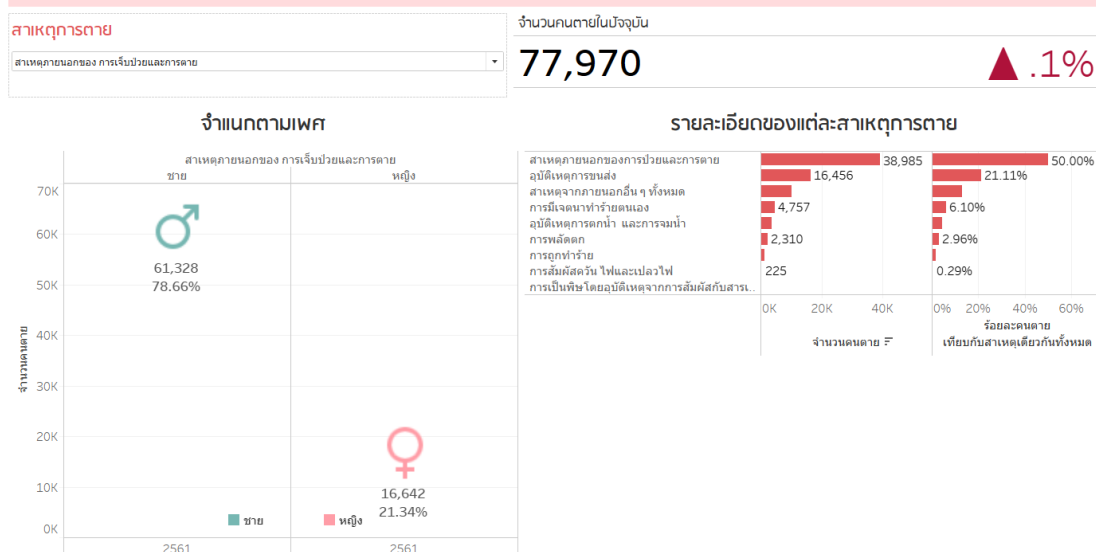 สาเหตุการตาย
สาเหตุภายนอกของ การเจ็บป่วยและการตาย
จำนวนคนตายในปัจจุบัน
77,970
▲ .1%
จำแนกตามเพศ
สาเหตุภายนอกของ การเจ็บป่วยและการตาย
ชาย หญิง
70K
60K
50K
40K
30K
20K
10K
0K
จำนวนคนตาย
61,328
78.66%
16,642
21.34%
ชาย หญิง
2561 2561
รายละเอียดของแต่ละสาเหตุการตาย
สาเหตุภายนอกของการป่วยและการตาย 38,985 50.00%
อุบัติเหตุการขนส่ง 16,456 21.11%
สาเหตุจากภายนอกอื่น ๆ ทั้งหมด
การมีเจตนาทำร้ายตนเอง 4,757 6.10%
อุบัติเหตุการตกน้ำ และการจมน้ำ
การพลัดตก 2,310 2.96%
การถูกทำร้าย
การสัมผัสควัน ไฟและเปลวไฟ 225 0.29%
การเป็นพิษโดยอุบัติเหตุจากการสัมผัสกับสารเ..
0K 20K 40K 0% 20% 40% 60%
จำนวนคนตาย
ร้อยละคนตาย
เทียบกับสาเหตุเดียวกันทั้งหมด